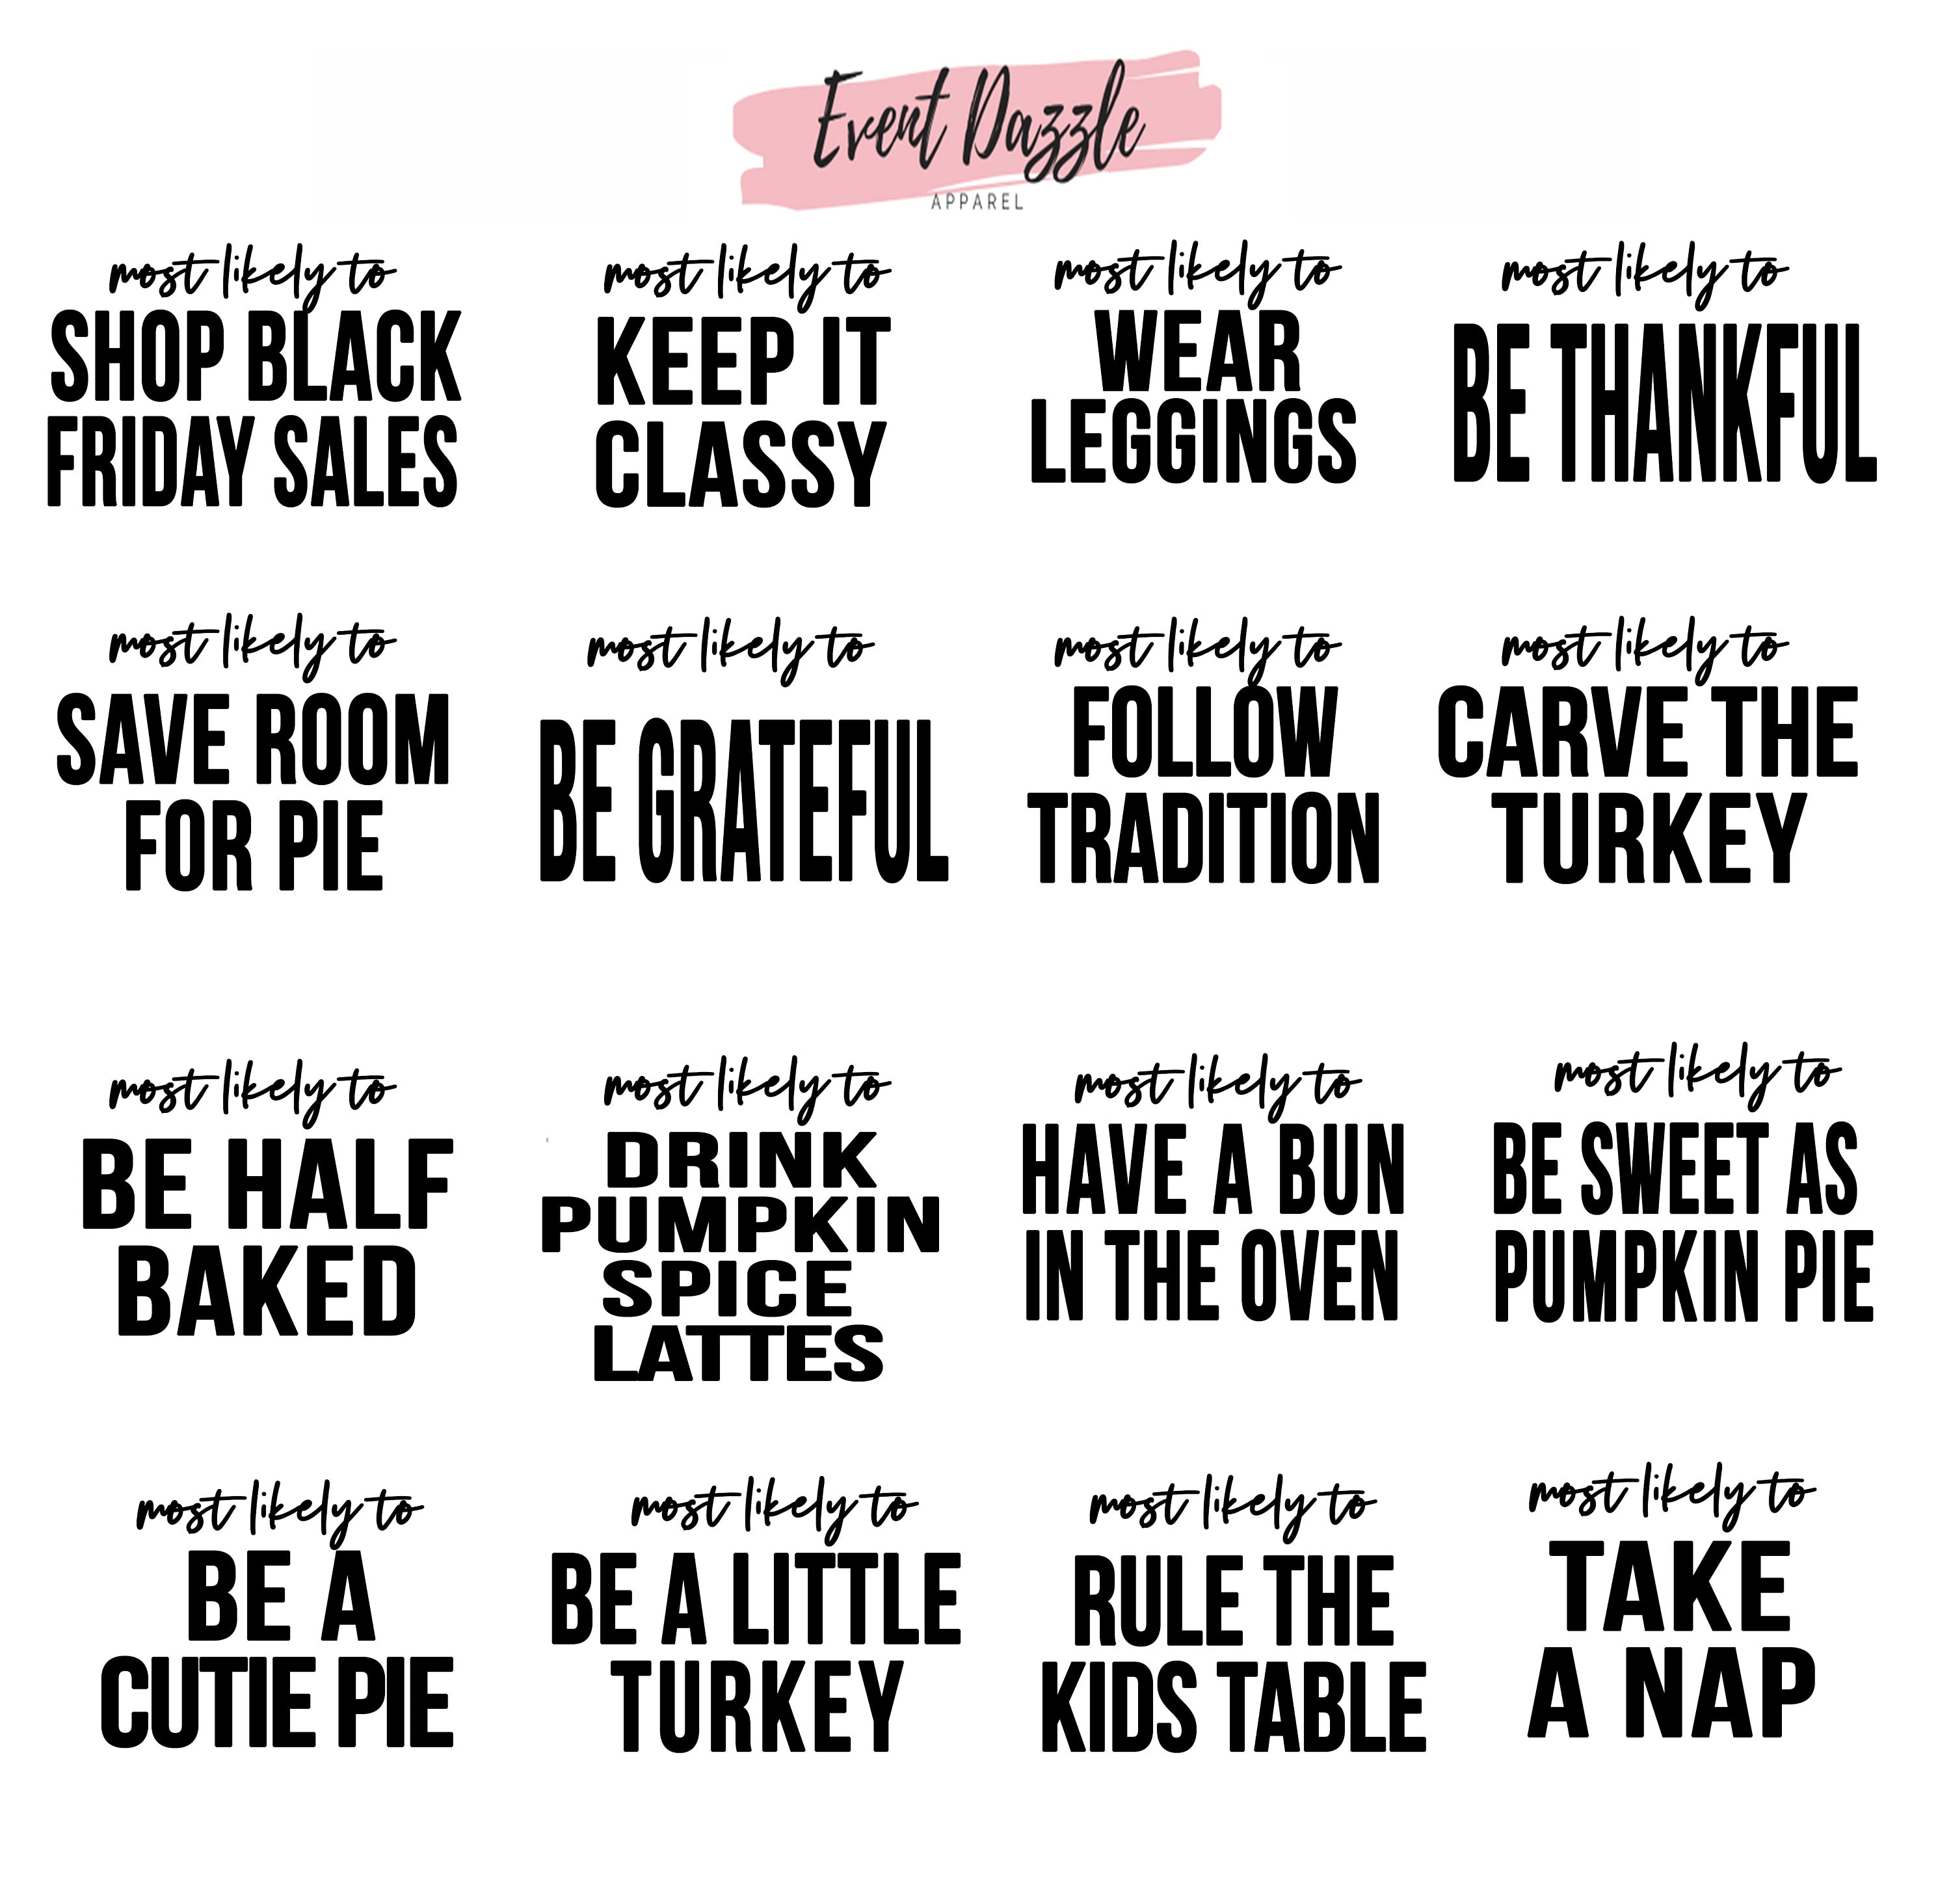 Event Dazzle
APPAREL
most likely to
SHOP BLACK
FRIDAY SALES
most likely to
KEEP IT
CLASSY
most likely to
WEAR
LEGGINGS
most likely to
BE THANKFUL
most likely to
SAVE ROOM
FOR PIE
most likely to
BE GRATEFUL
most likely to
FOLLOW
TRADITION
most likely to
CARVE THE
TURKEY
most likely to
BE HALF
BAKED
most likely to
DRINK
PUMPKIN
SPICE
LATTES
most likely to
HAVE A BUN
IN THE OVEN
most likely to
BE SWEET AS
PUMPKIN PIE
most likely to
BE A
CUTIE PIE
most likely to
BE A LITTLE
TURKEY
most likely to
RULE THE
KIDS TABLE
most likely to
TAKE
A NAP